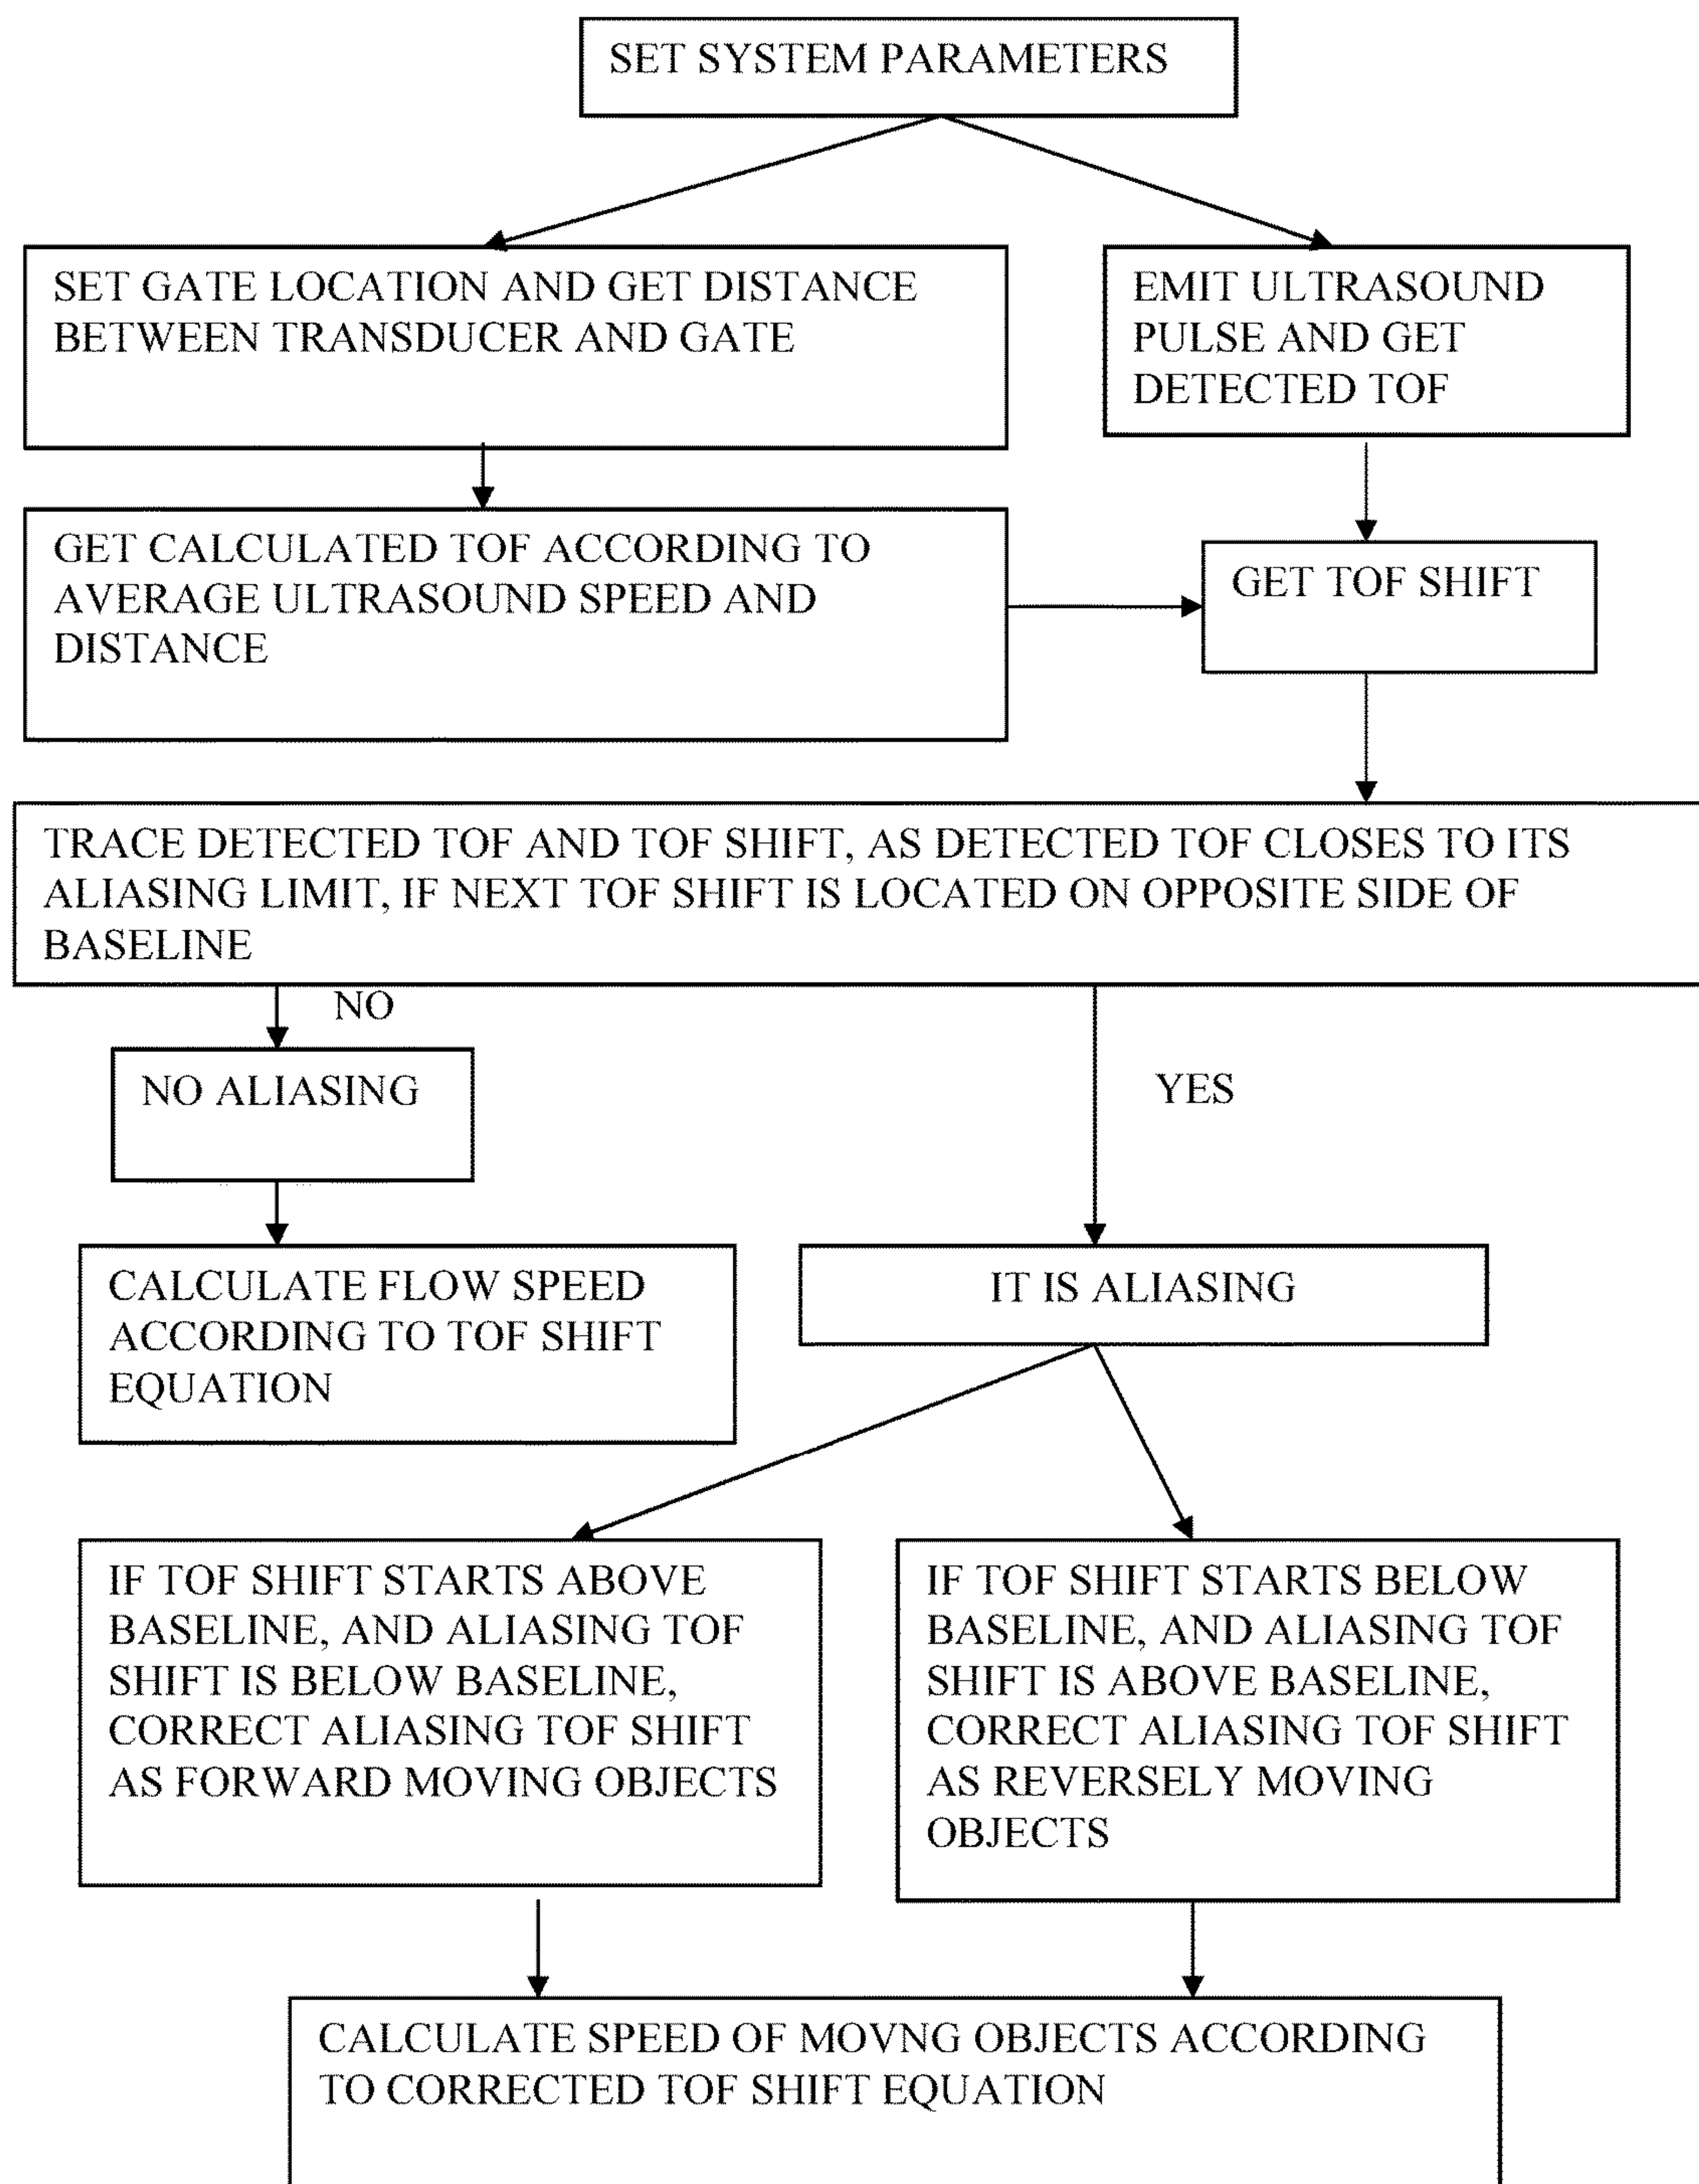 SET SYSTEM PARAMETERS
SET GATE LOCATION AND GET DISTANCE
BETWEEN TRANSDUCER AND GATE
EMIT ULTRASOUND
PULSE AND GET
DETECTED TOF
GET CALCULATED TOF ACCORDING TO
AVERAGE ULTRASOUND SPEED AND
DISTANCE
GET TOF SHIFT
TRACE DETECTED TOF AND TOF SHIFT, AS DETECTED TOF CLOSES TO ITS
ALIASING LIMIT, IF NEXT TOF SHIFT IS LOCATED ON OPPOSITE SIDE OF
BASELINE
NO
NO ALIASING
YES
CALCULATE FLOW SPEED
ACCORDING TO TOF SHIFT
EQUATION
IT IS ALIASING
IF TOF SHIFT STARTS ABOVE
BASELINE, AND ALIASING TOF
SHIFT IS BELOW BASELINE,
CORRECT ALIASING TOF SHIFT
AS FORWARD MOVING OBJECTS
IF TOF SHIFT STARTS BELOW
BASELINE, AND ALIASING TOF
SHIFT IS ABOVE BASELINE,
CORRECT ALIASING TOF SHIFT
AS REVERSELY MOVING
OBJECTS
CALCULATE SPEED OF MOVNG OBJECTS ACCORDING
TO CORRECTED TOF SHIFT EQUATION